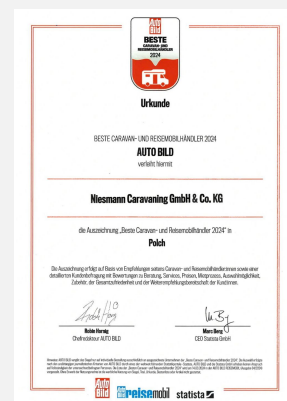 Auto
Bild
BESTE
CARAVAN- UND
REISEMOBILHÄNDLER
2024
Urkunde
BESTE CARAVAN- UND REISEMOBILHÄNDLER 2024
AUTO BILD
verleiht hiermit
Niesmann Caravaning GmbH & Co. KG
die Auszeichnung „Beste Caravan- und Reisemobilhändler 2024“ in
Polch
Die Auszeichnung erfolgt auf Basis von Empfehlungen seitens Caravan- und Reisemobilhändler:innen sowie einer
detaillierten Kundenbefragung mit Bewertungen zu Beratung, Services, Preisen, Mietprozess, Auswahlmöglichkeit,
Zubehör, der Gesamtzufriedenheit und der Weiterempfehlungsbereitschaft der Kund:innen.
Robin Hornig
Chefredakteur AUTO BILD
Marc Berg
CEO Statista GmbH
Auto
Bild
reisemobil
statista